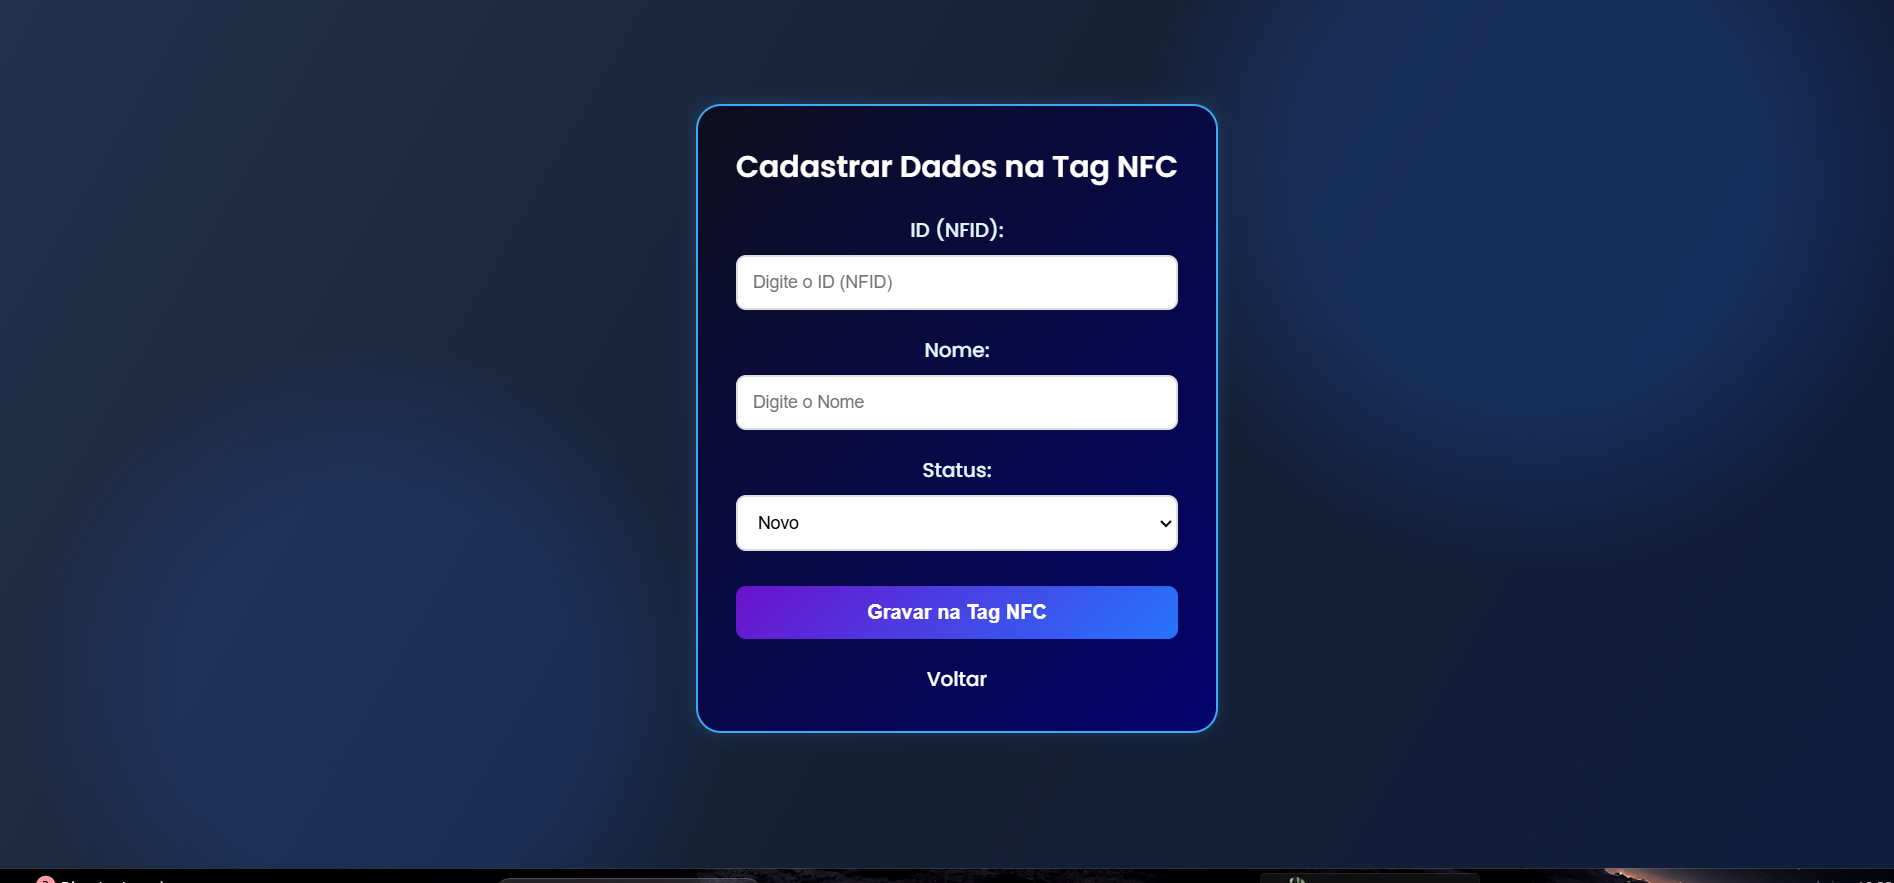 Cadastrar Dados na Tag NFC
ID (NFID):
Digite o ID (NFID)
Nome:
Digite o Nome
Status:
Novo
Gravar na Tag NFC
Voltar